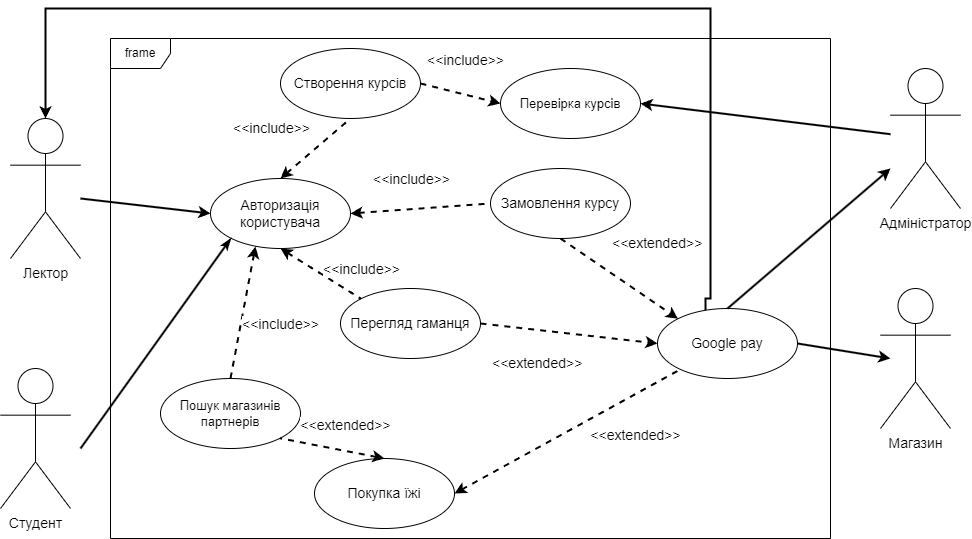 frame
Створення курсів
<<include>>
Перевірка курсів
<<include>>
Авторизація
користувача
<<include>>
Замовлення курсу
<<extended>>
Адміністратор
Лектор
<<include>>
Перегляд гаманця
<<include>>
Google pay
<<extended>>
Пошук магазинів
партнерів
<<extended>>
<<extended>>
Магазин
Покупка їжі
Студент